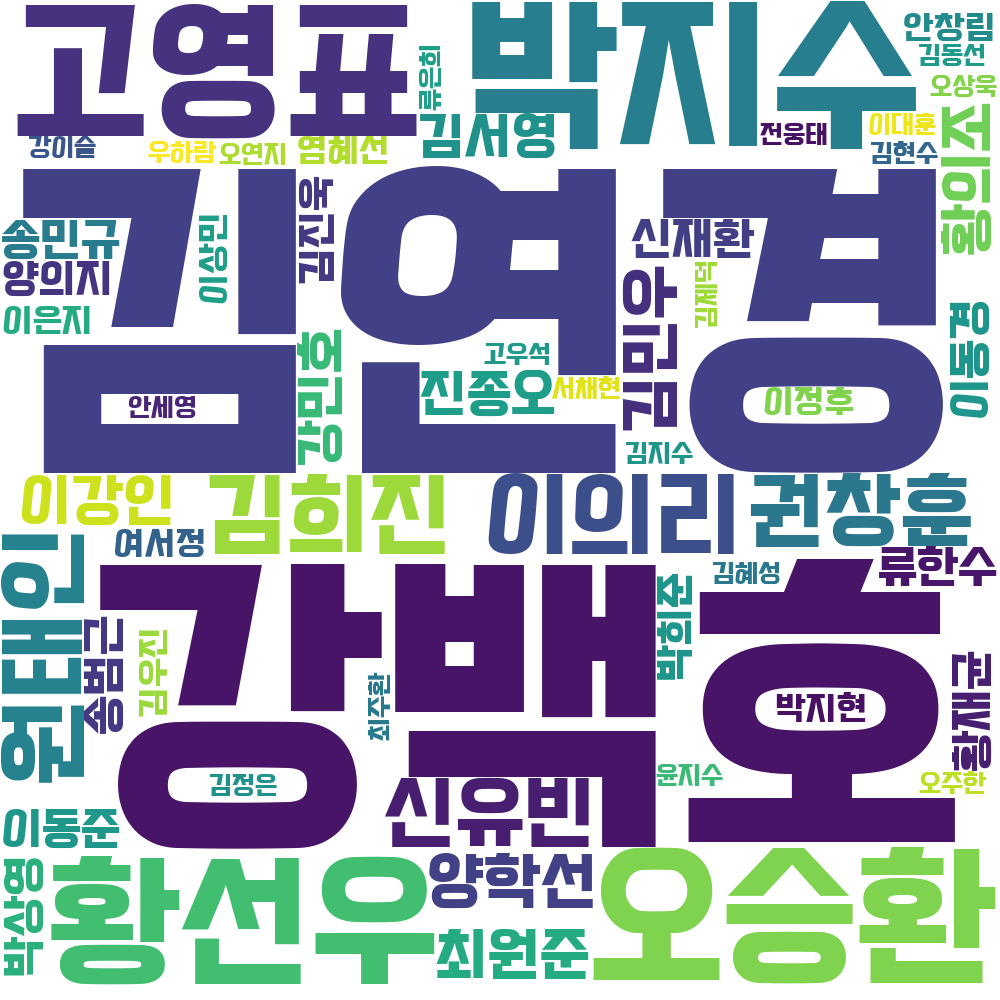 고영표
박지수
안창림
김동선
류은희
오상욱
김서영
전웅태
이대훈
강이슬
우하람
오연지
염혜선
김현수
황의조
김연경
김진욱
송민규
이상민
신재환
양의지
김제덕
김민우
이은지
이동경
강민호
고우석
진종오
서채현
이정후
안세영
김지수
이강인
김희진
이의리
권창훈
여서정
원태인
류한수
김혜성
강백호
박희준
송범근
김우진
황재균
최주환
박지현
김정은
윤지수
오주한
신유빈
이동준
황선우
양학선
오승환
박상영
최원준